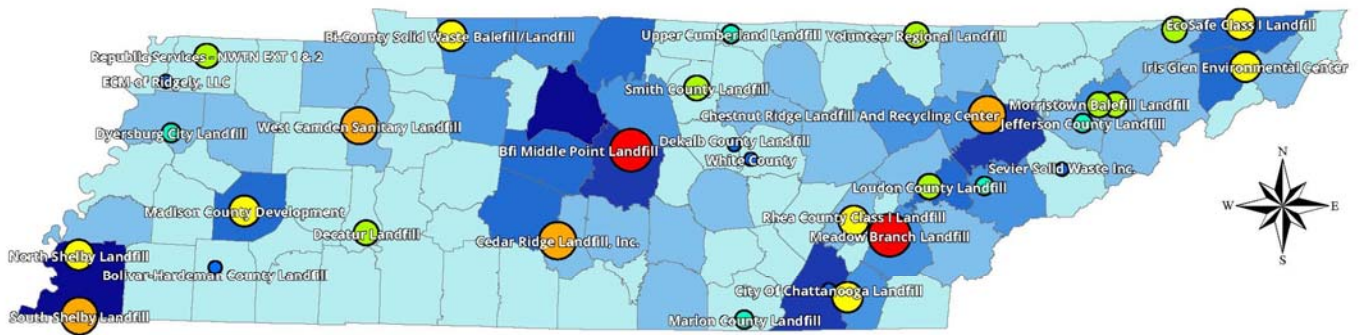 Bi-County Solid Waste Balefill/Landfill
Upper Cumberland Landfill
Volunteer Regional Landfill
EcoSafe Class I Landfill
Republic Services - NWTN EXT 1 & 2
ECM of Ridgely, LLC
Iris Glen Environmental Center
Smith County Landfill
Morristown Balefill Landfill
Chestnut Ridge Landfill And Recycling Center
Jefferson County Landfill
Dyersburg City Landfill
West Camden Sanitary Landfill
Dekalb County Landfill
Bfi Middle Point Landfill
White County
Sevier Solid Waste Inc.
Loudon County Landfill
N
W
E
S
Madison County Development
Rhea County Class I Landfill
Decatur Landfill
Meadow Branch Landfill
Cedar Ridge Landfill, Inc.
North Shelby Landfill
Bolivar-Hardeman County Landfill
City Of Chattanooga Landfill
South Shelby Landfill
Marion County Landfill